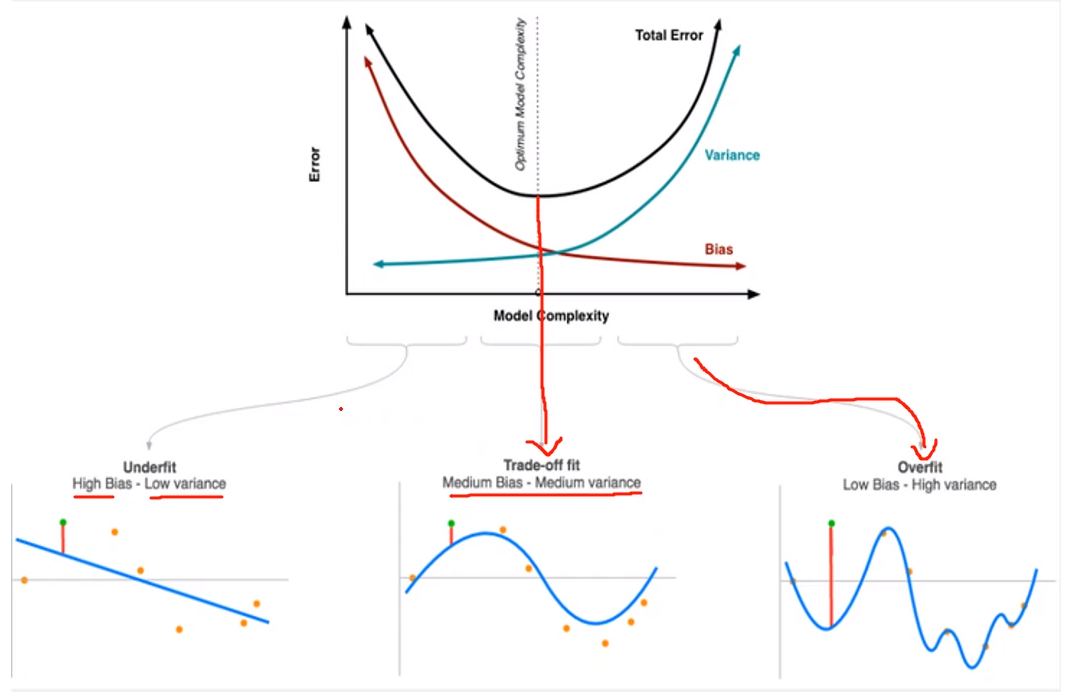 Total Error
Optimum Model Complexity
Variance
Error
Bias
Model Complexity
Underfit
High Bias - Low variance
Trade-off fit
Medium Bias - Medium variance
Overfit
Low Bias - High variance